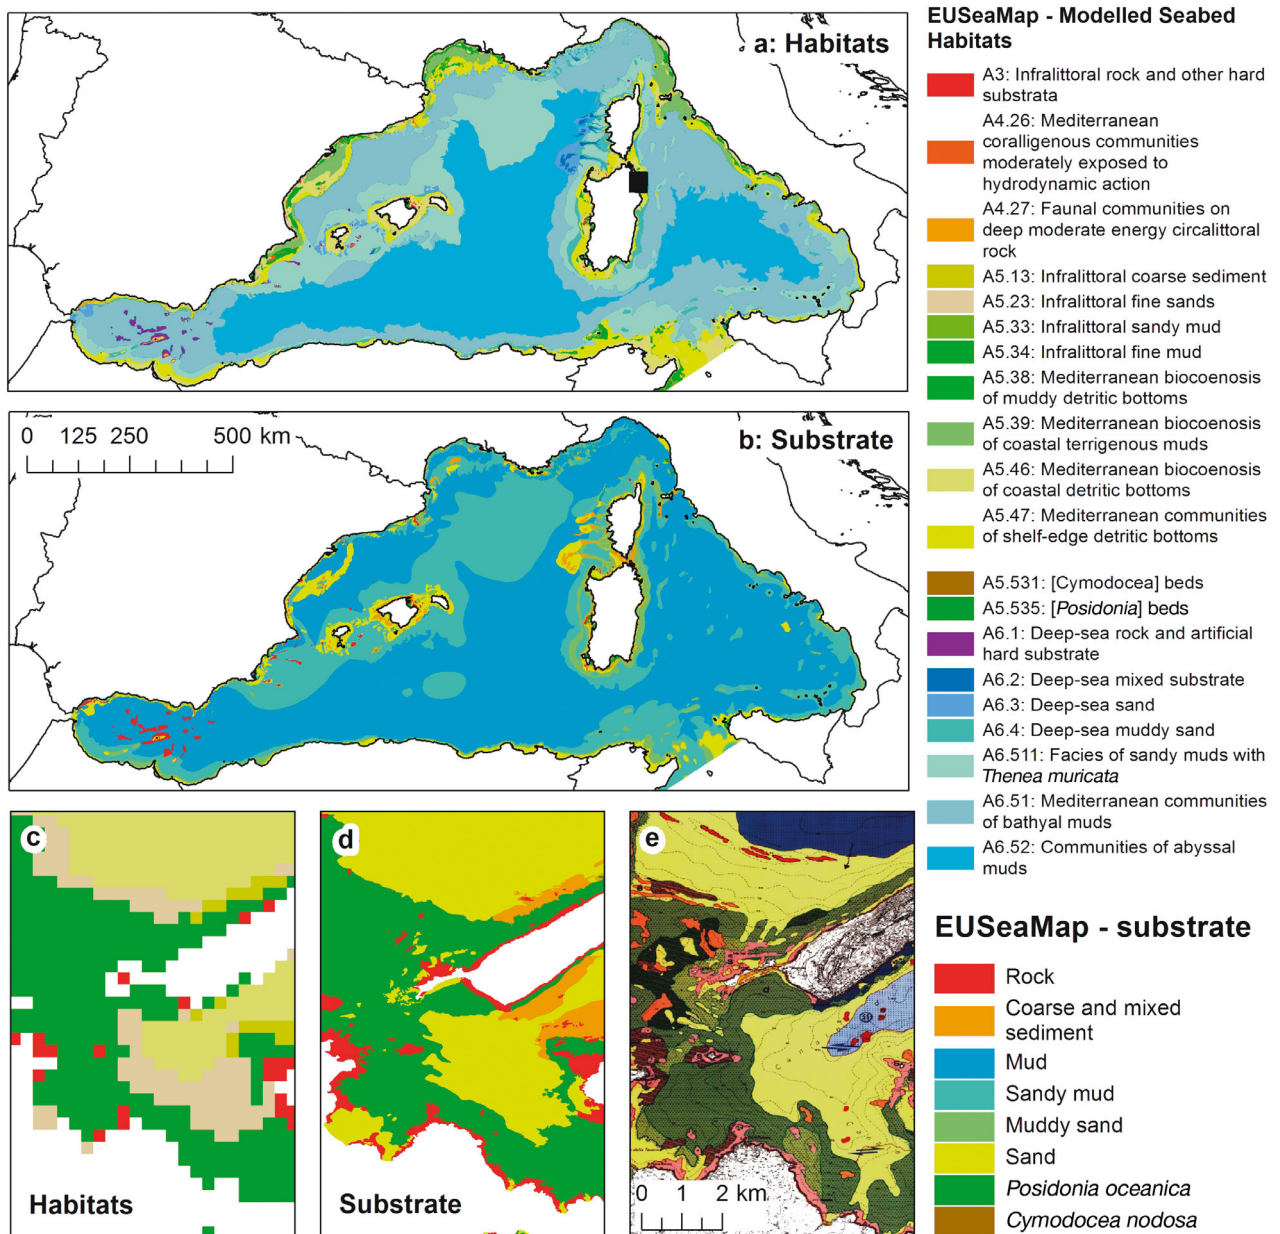 a: Habitats
0 125 250 500 km
b: Substrate
c
Habitats
d
Substrate
e
0 1 2 km
EUSeaMap - Modelled Seabed
Habitats
A3: Infralittoral rock and other hard
substrata
A4.26: Mediterranean
coralligenous communities
moderately exposed to
hydrodynamic action
A4.27: Faunal communities on
deep moderate energy circalittoral
rock
A5.13: Infralittoral coarse sediment
A5.23: Infralittoral fine sands
A5.33: Infralittoral sandy mud
A5.34: Infralittoral fine mud
A5.38: Mediterranean biocoenosis
of muddy detritic bottoms
A5.39: Mediterranean biocoenosis
of coastal terrigenous muds
A5.46: Mediterranean biocoenosis
of coastal detritic bottoms
A5.47: Mediterranean communities
of shelf-edge detritic bottoms
A5.531: [Cymodocea] beds
A5.535: [Posidonia] beds
A6.1: Deep-sea rock and artificial
hard substrate
A6.2: Deep-sea mixed substrate
A6.3: Deep-sea sand
A6.4: Deep-sea muddy sand
A6.511: Facies of sandy muds with
Thenea muricata
A6.51: Mediterranean communities
of bathyal muds
A6.52: Communities of abyssal
muds
EUSeaMap - substrate
Rock
Coarse and mixed
sediment
Mud
Sandy mud
Muddy sand
Sand
Posidonia oceanica
Cymodocea nodosa